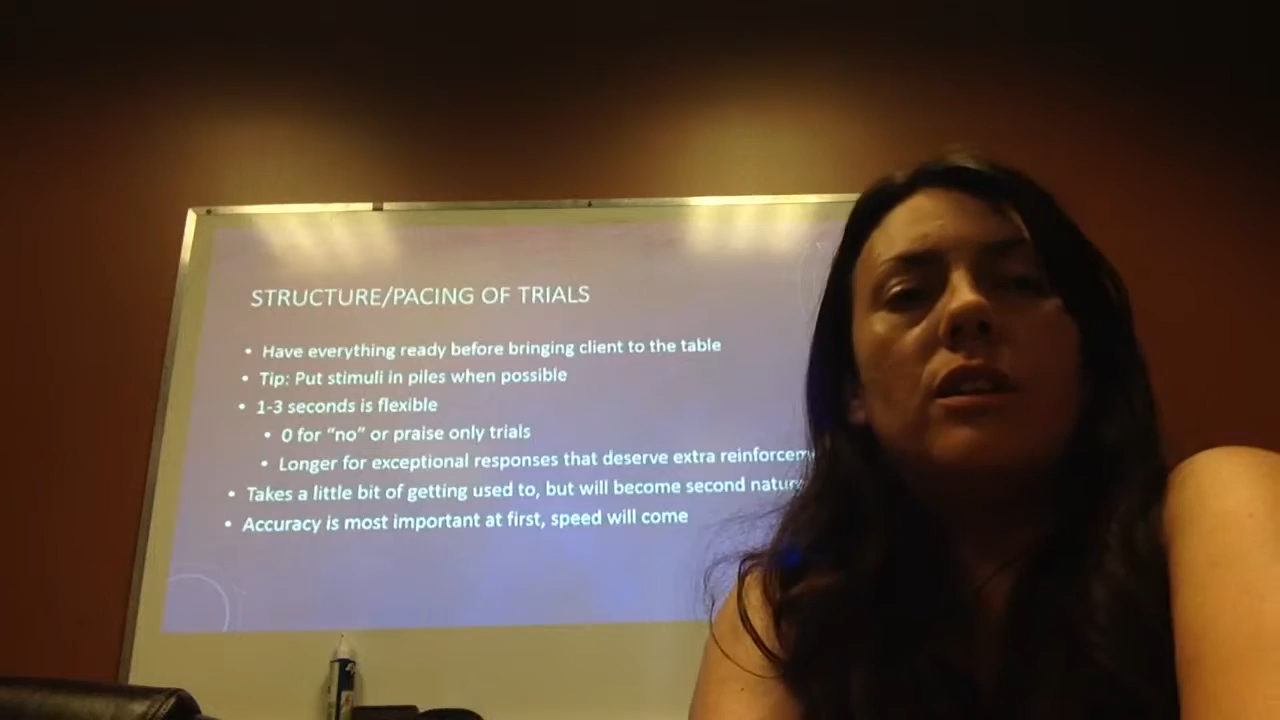 STRUCTURE/PACING OF TRIALS
• Have everything ready before bringing client to the table
• Tip: Put stimuli in piles when possible
• 1-3 seconds is flexible
• 0 for “no” or praise only trials
• Longer for exceptional responses that deserve extra reinforcem
• Takes a little bit of getting used to, but will become second natur
• Accuracy is most important at first, speed will come